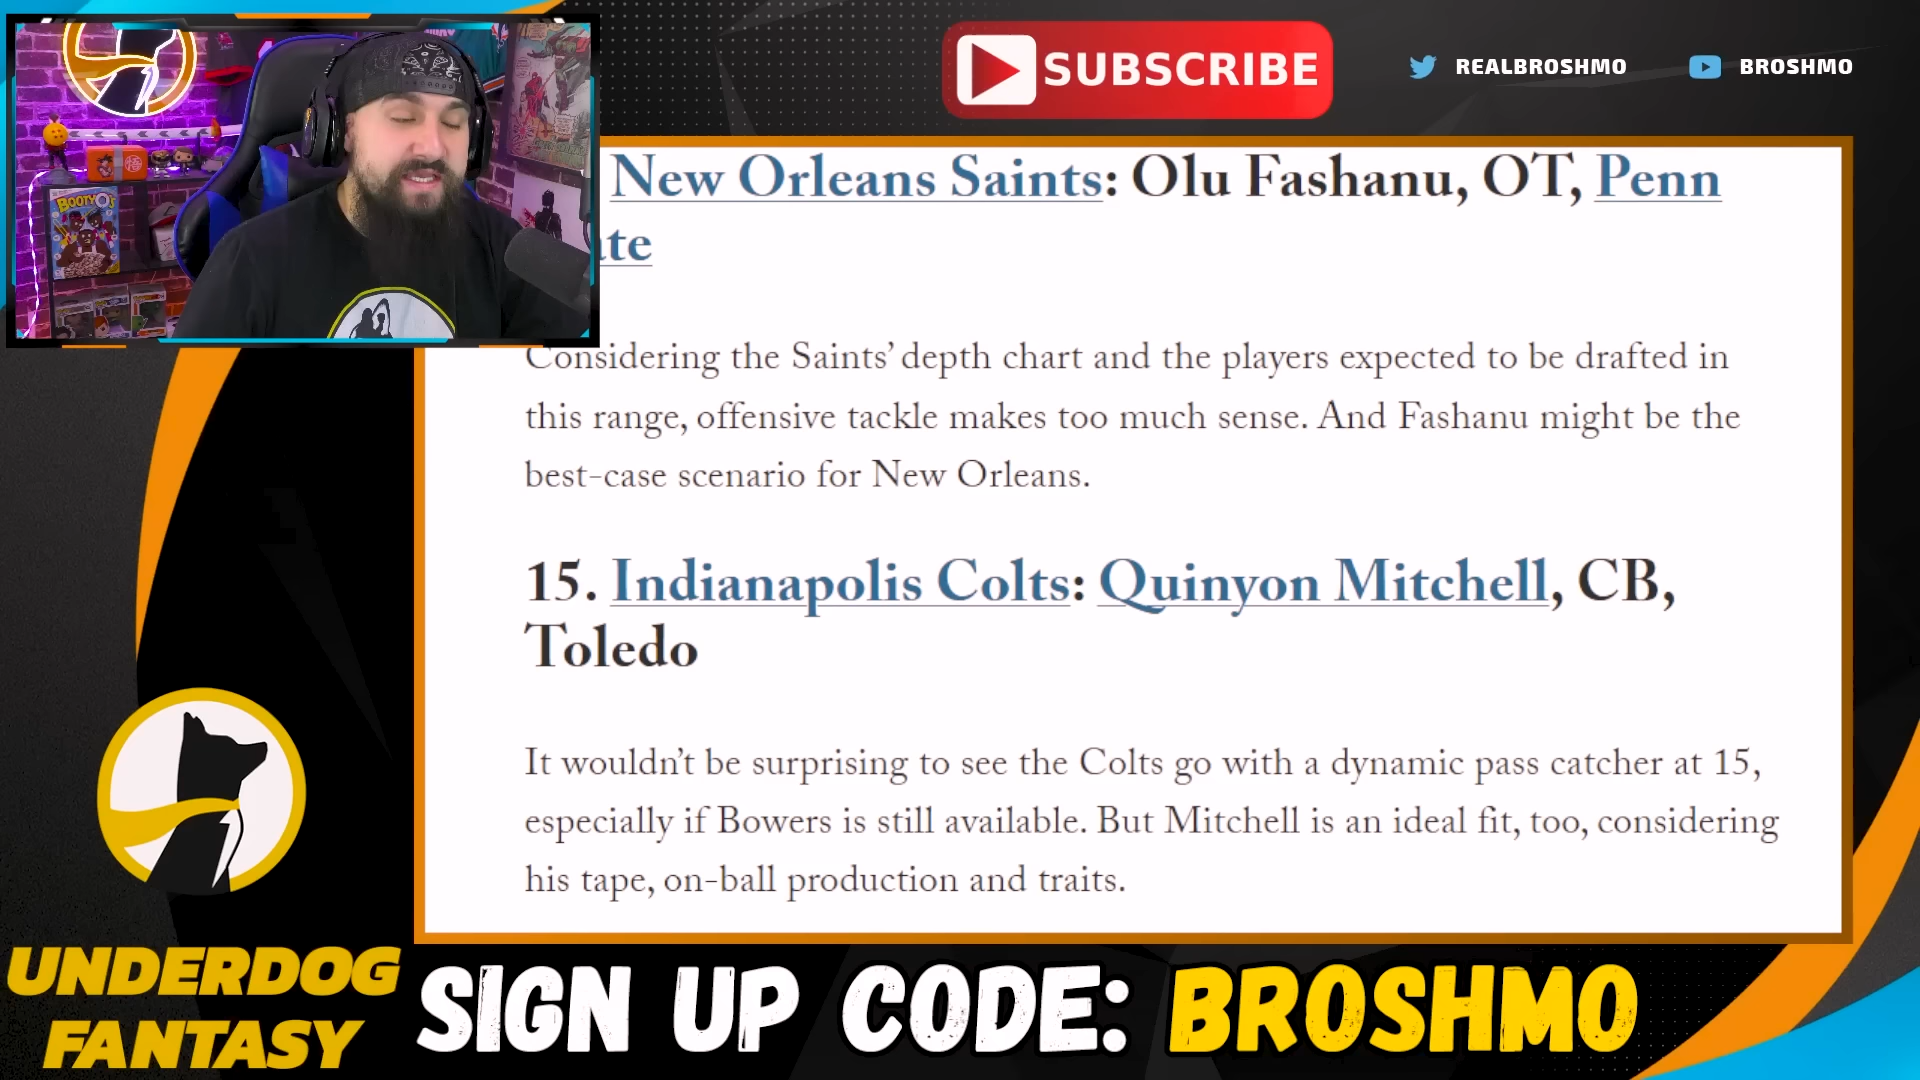 SUBSCRIBE
REALBROSHMO
BROSHMO
BOOTY O's
New Orleans Saints: Olu Fashanu, OT, Penn
ate
Considering the Saints’ depth chart and the players expected to be drafted in
this range, offensive tackle makes too much sense. And Fashanu might be the
best-case scenario for New Orleans.
15. Indianapolis Colts: Quinyon Mitchell, CB,
Toledo
It wouldn’t be surprising to see the Colts go with a dynamic pass catcher at 15,
especially if Bowers is still available. But Mitchell is an ideal fit, too, considering
his tape, on-ball production and traits.
UNDERDOG
FANTASY
SIGN UP CODE: BROSHMO